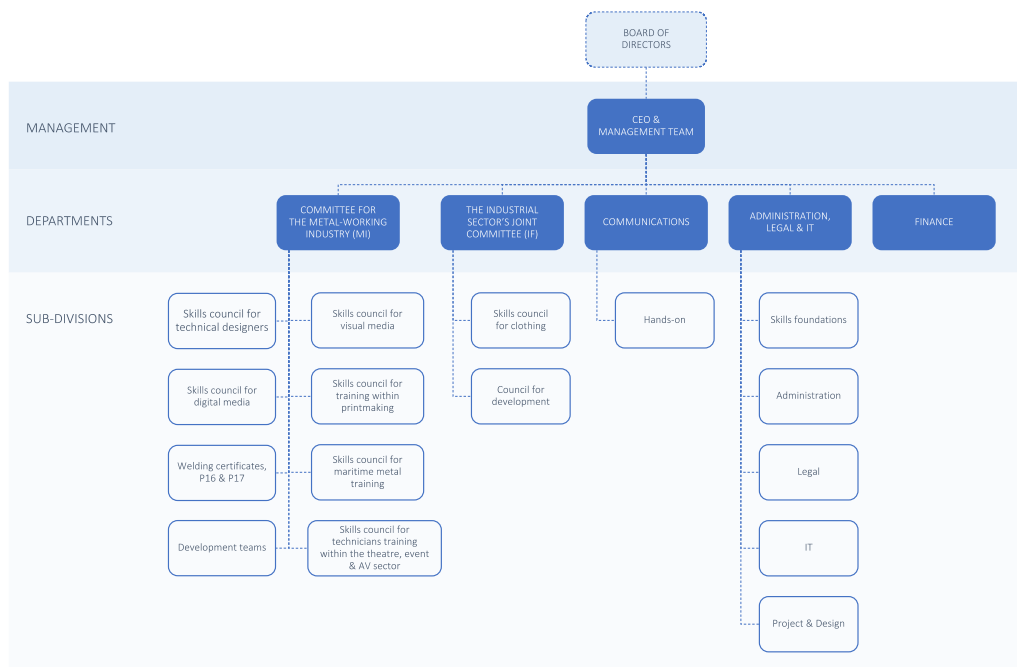 BOARD OF
DIRECTORS
MANAGEMENT
CEO &
MANAGEMENT TEAM
DEPARTMENTS
COMMITTEE FOR
THE METAL-WORKING
INDUSTRY (MI)
THE INDUSTRIAL
SECTOR'S JOINT
COMMITTEE (IF)
COMMUNICATIONS
ADMINISTRATION,
LEGAL & IT
FINANCE
SUB-DIVISIONS
Skills council for
technical designers
Skills council for
visual media
Skills council
for clothing
Hands-on
Skills foundations
Skills council for
digital media
Skills council for
training within
printmaking
Council for
development
Administration
Welding certificates,
P16 & P17
Skills council for
maritime metal
training
Legal
Development teams
Skills council for
technicians training
within the theatre, event
& AV sector
IT
Project & Design